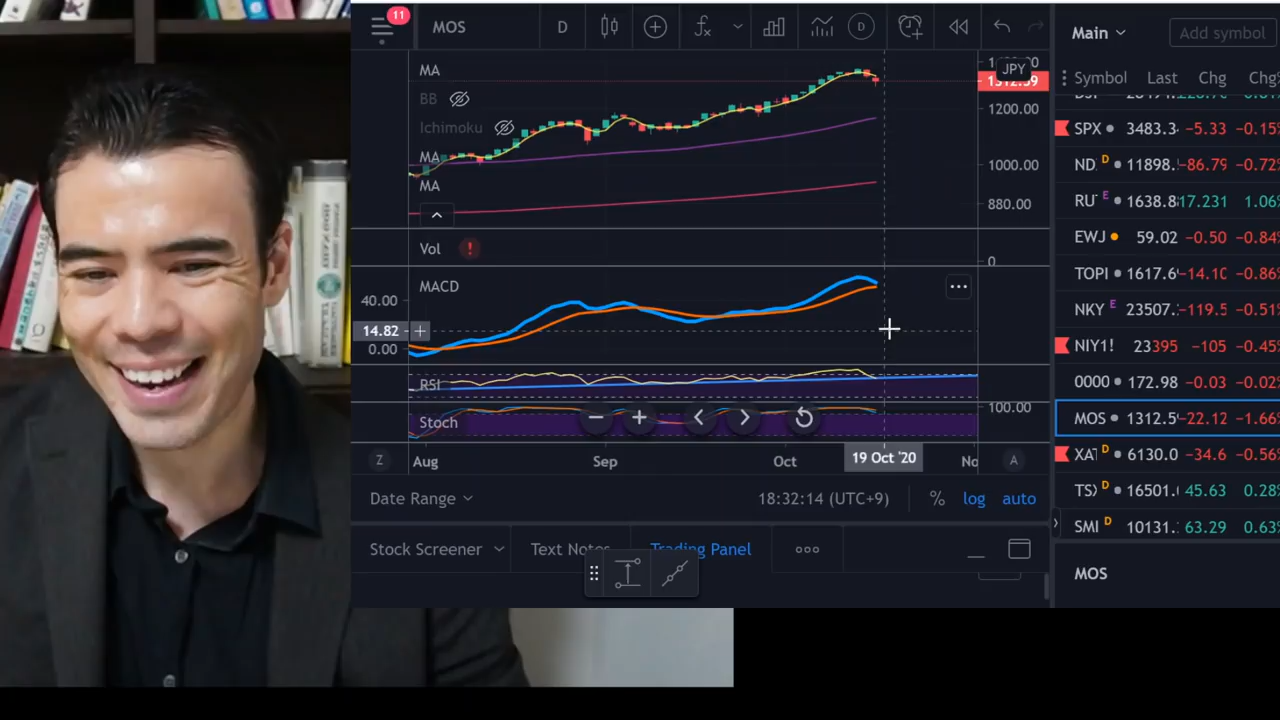 11
MOS
D
D
Main
Add symbol
MA
JPY
1312.59
Symbol Last Chg Chg%
BB
1200.00
SPX 3483.3 -5.33 -0.15%
Ichimoku
MA
1000.00
ND D 11898. -86.79 -0.72%
MA
880.00
RU E 1638.8 17.231 1.06%
Vol
0
EWJ 59.02 -0.50 -0.84%
MACD
TOPI 1617.6 -14.10 -0.86%
40.00
NKY E 23507. -119.5 -0.51%
14.82
0.00
NIY1! 23395 -105 -0.45%
RSI
0000 172.98 -0.03 -0.02%
Stoch
100.00
MOS 1312.5 -22.12 -1.66%
Z
Aug Sep Oct 19 Oct '20 No
A
XA D 6130.0 -34.6 -0.56%
Date Range
18:32:14 (UTC+9)
% log auto
TSX D 16501. 45.63 0.28%
SMI D 10131. 63.29 0.63%
Stock Screener
Text Notes
Trading Panel
MOS